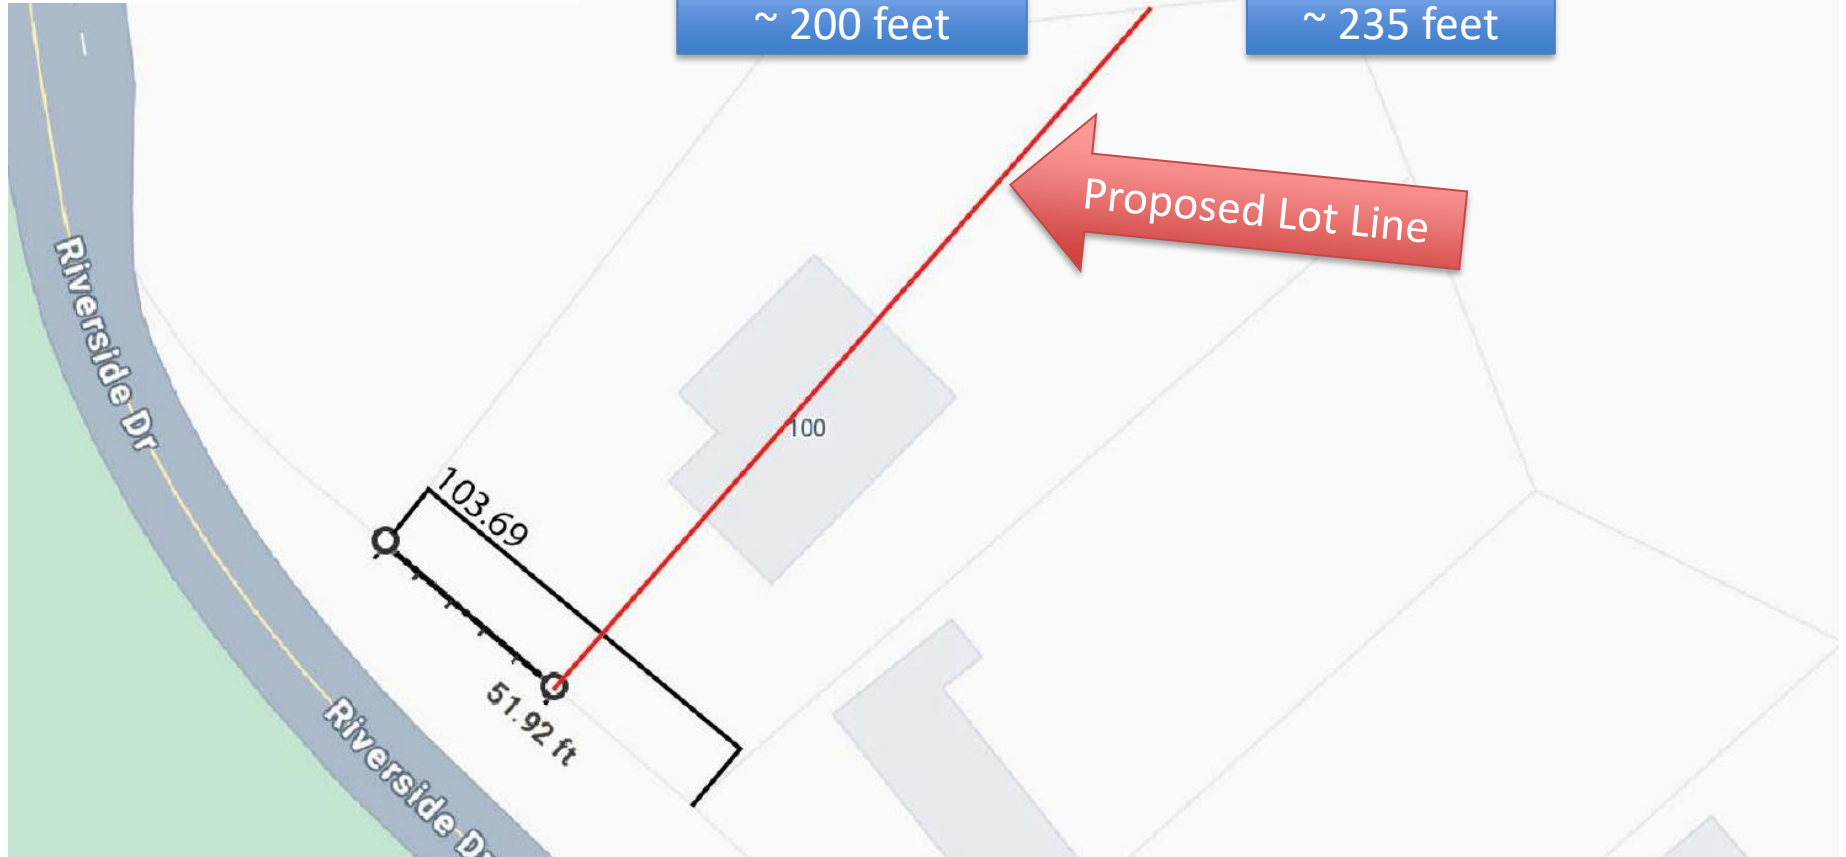 ~ 200 feet
~ 235 feet
Proposed Lot Line
Riverside Dr
100
103.69
51.92 ft
Riverside Dr